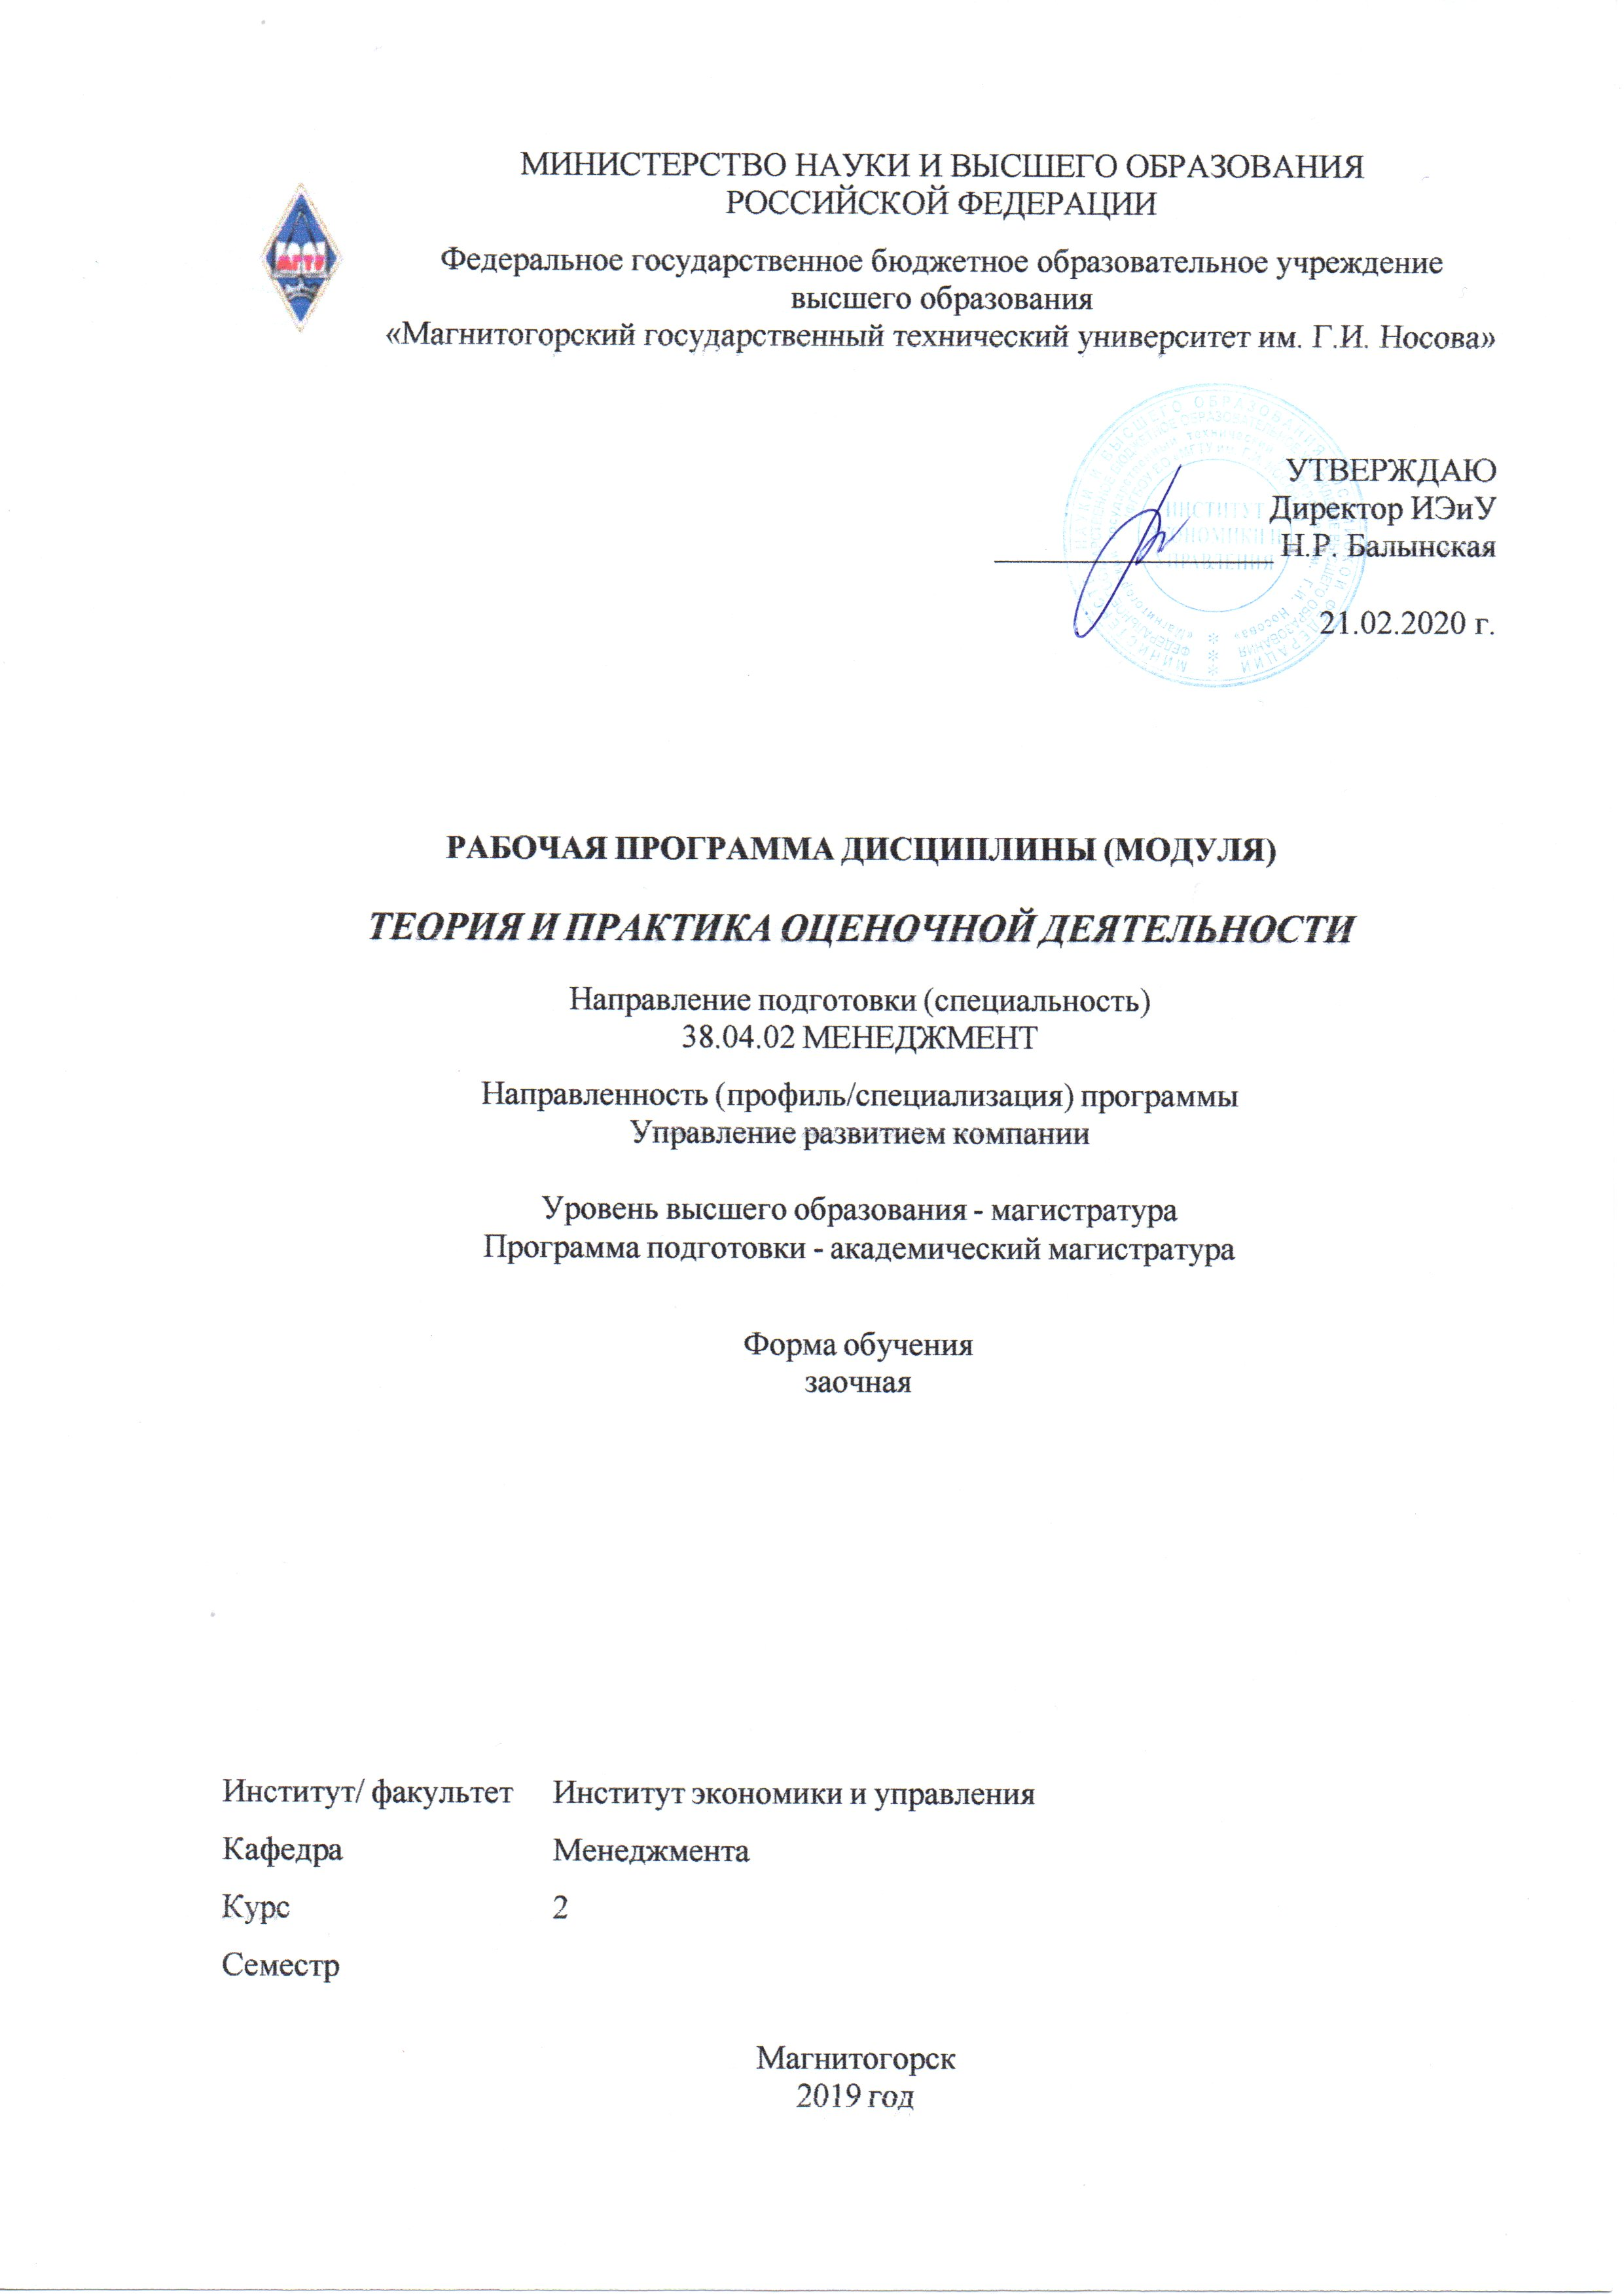 МИНИСТЕРСТВО НАУКИ И ВЫСШЕГО ОБРАЗОВАНИЯ
РОССИЙСКОЙ ФЕДЕРАЦИИ
МГТУ
Федеральное государственное бюджетное образовательное учреждение
высшего образования
«Магнитогорский государственный технический университет им. Г.И. Носова»
УТВЕРЖДАЮ
Директор ИЭиУ
Н.Р. Балынская
21.02.2020 г.
РАБОЧАЯ ПРОГРАММА ДИСЦИПЛИНЫ (МОДУЛЯ)
ТЕОРИЯ И ПРАКТИКА ОЦЕНОЧНОЙ ДЕЯТЕЛЬНОСТИ
Направление подготовки (специальность)
38.04.02 МЕНЕДЖМЕНТ
Направленность (профиль/специализация) программы
Управление развитием компании
Уровень высшего образования - магистратура
Программа подготовки - академический магистратура
Форма обучения
заочная
Институт/ факультет Институт экономики и управления
Кафедра Менеджмента
Курс 2
Семестр
Магнитогорск
2019 год